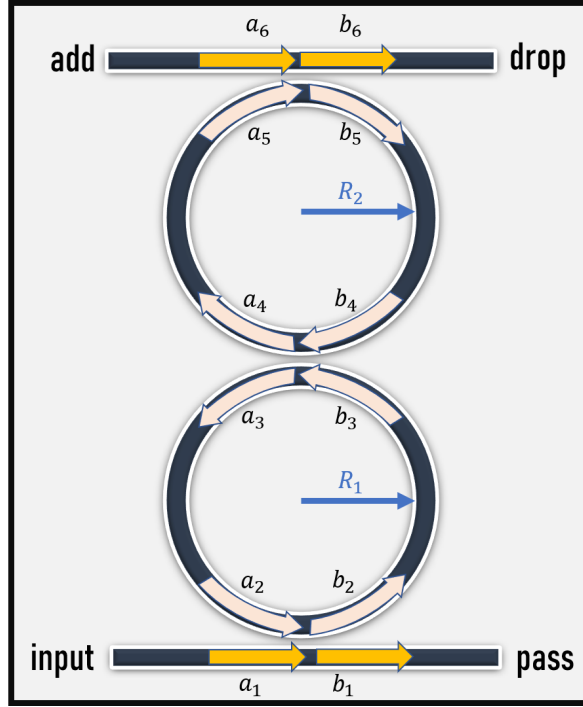 a₆ b₆
add drop
a₅ b₅
R₂
a₄ b₄
a₃ b₃
R₁
a₂ b₂
input pass
a₁ b₁